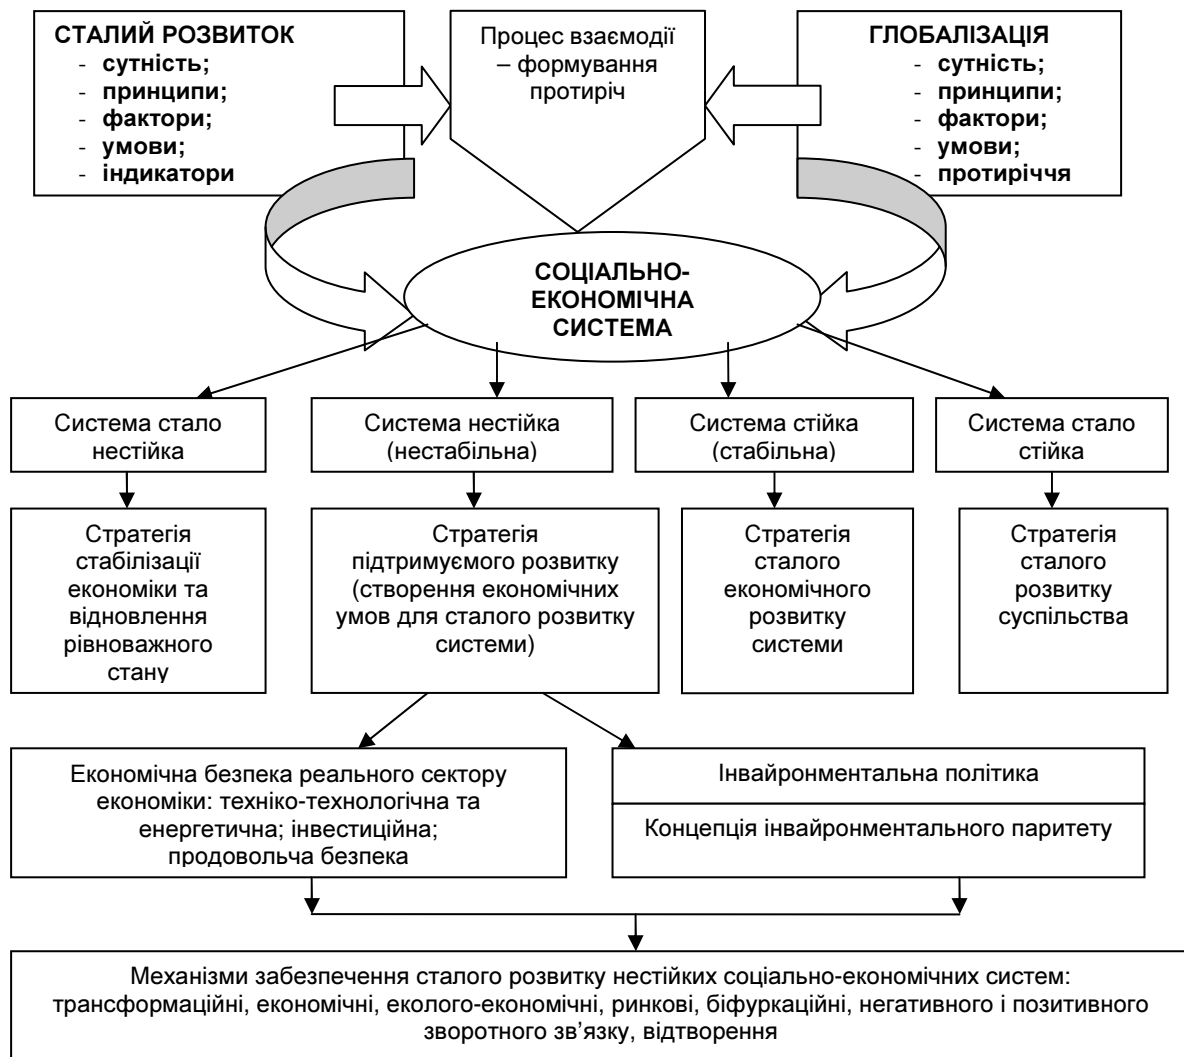 СТАЛИЙ РОЗВИТОК
- сутність;
- принципи;
- фактори;
- умови;
- індикатори
Процес взаємодії
– формування
протиріч
ГЛОБАЛІЗАЦІЯ
- сутність;
- принципи;
- фактори;
- умови;
- протиріччя
СОЦІАЛЬНО-
ЕКОНОМІЧНА
СИСТЕМА
Система стало
нестійка
Система нестійка
(нестабільна)
Система стійка
(стабільна)
Система стало
стійка
Стратегія
стабілізації
економіки та
відновлення
рівноважного
стану
Стратегія
підтримуємого розвитку
(створення економічних
умов для сталого розвитку
системи)
Стратегія
сталого
економічного
розвитку
системи
Стратегія
сталого
розвитку
суспільства
Економічна безпека реального сектору
економіки: техніко-технологічна та
енергетична; інвестиційна;
продовольча безпека
Інвайронментальна політика
Концепція інвайронментального паритету
Механізми забезпечення сталого розвитку нестійких соціально-економічних систем:
трансформаційні, економічні, еколого-економічні, ринкові, біфуркаційні, негативного і позитивного
зворотного зв’язку, відтворення